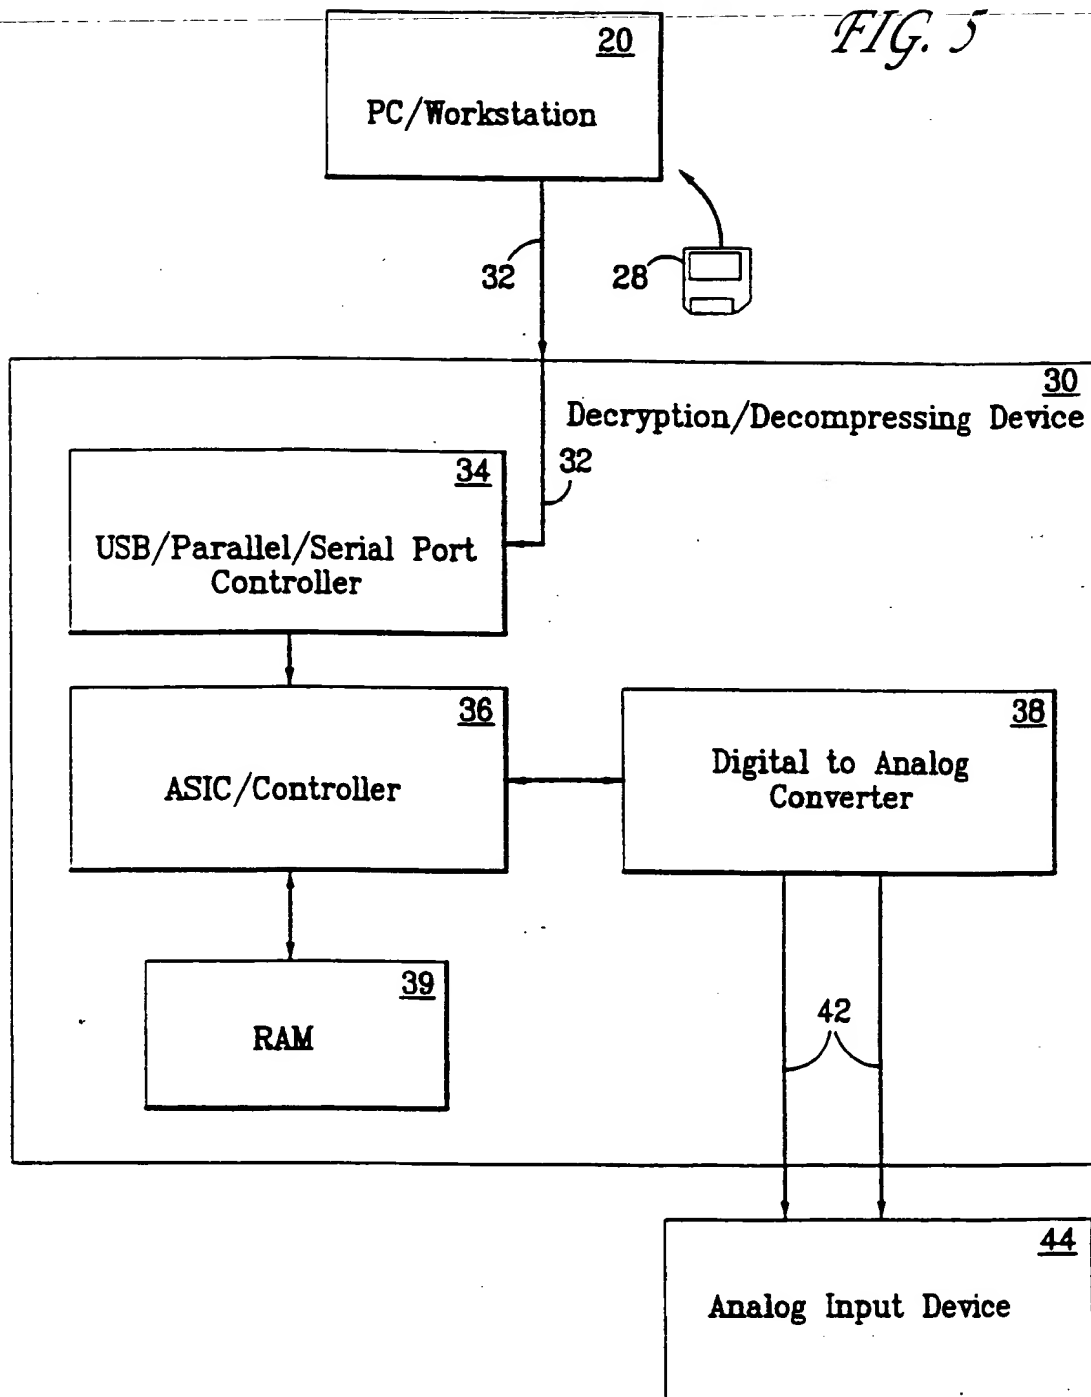 FIG. 5
20
PC/Workstation
32
28
30
Decryption/Decompressing Device
32
34
USB/Parallel/Serial Port
Controller
36
ASIC/Controller
38
Digital to Analog
Converter
39
RAM
42
44
Analog Input Device